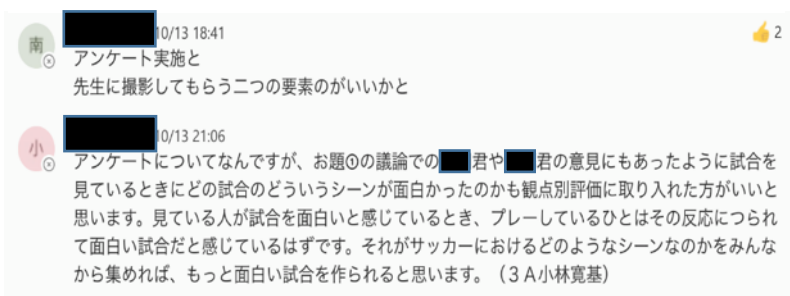 南
10/13 18:41
2
アンケート実施と
先生に撮影してもらう二つの要素のがいいかと
小
10/13 21:06
アンケートについてなんですが、お題①の議論での 君や 君の意見にもあったように試合を
見ているときにどの試合のどういうシーンが面白かったのかも観点別評価に取り入れた方がいいと
思います。見ている人が試合を面白いと感じているとき、プレーしているひとはその反応につられ
て面白い試合だと感じているはずです。それがサッカーにおけるどのようなシーンなのかをみんな
から集めれば、もっと面白い試合を作られると思います。（３Ａ小林寛基）